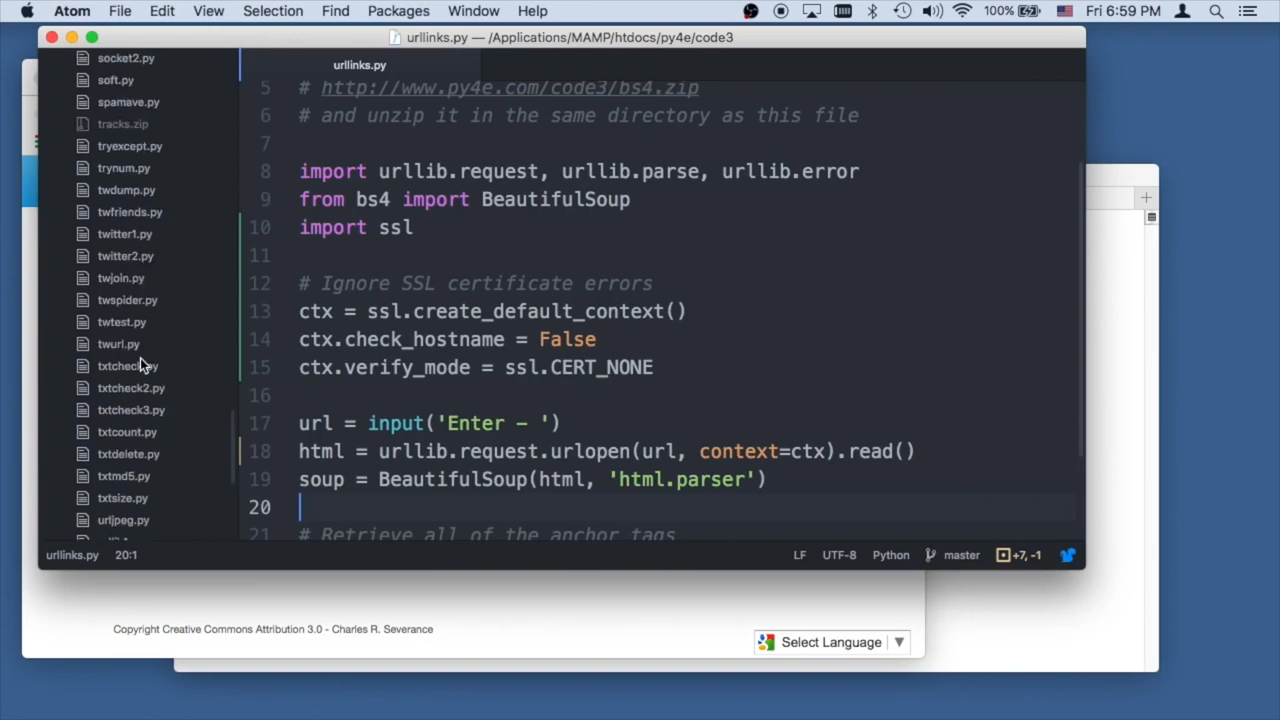 Atom File Edit View Selection Find Packages Window Help 100% Fri 6:59 PM
urllinks.py — /Applications/MAMP/htdocs/py4e/code3
urllinks.py
socket2.py
soft.py
spamave.py
tracks.zip
tryexcept.py
trynum.py
twdump.py
twfriends.py
twitter1.py
twitter2.py
twjoin.py
twspider.py
twtest.py
twurl.py
txtcheck2.py
txtcheck3.py
txtcount.py
txtdelete.py
txtmd5.py
txtsize.py
urljpeg.py
5 # http://www.py4e.com/code3/bs4.zip
6 # and unzip it in the same directory as this file
7
8 import urllib.request, urllib.parse, urllib.error
9 from bs4 import BeautifulSoup
10 import ssl
11
12 # Ignore SSL certificate errors
13 ctx = ssl.create_default_context()
14 ctx.check_hostname = False
15 ctx.verify_mode = ssl.CERT_NONE
16
17 url = input('Enter - ')
18 html = urllib.request.urlopen(url, context=ctx).read()
19 soup = BeautifulSoup(html, 'html.parser')
20
21 # Retrieve all of the anchor tags
urllinks.py 20:1 LF UTF-8 Python master +7, -1
Copyright Creative Commons Attribution 3.0 - Charles R. Severance
Select Language ▼